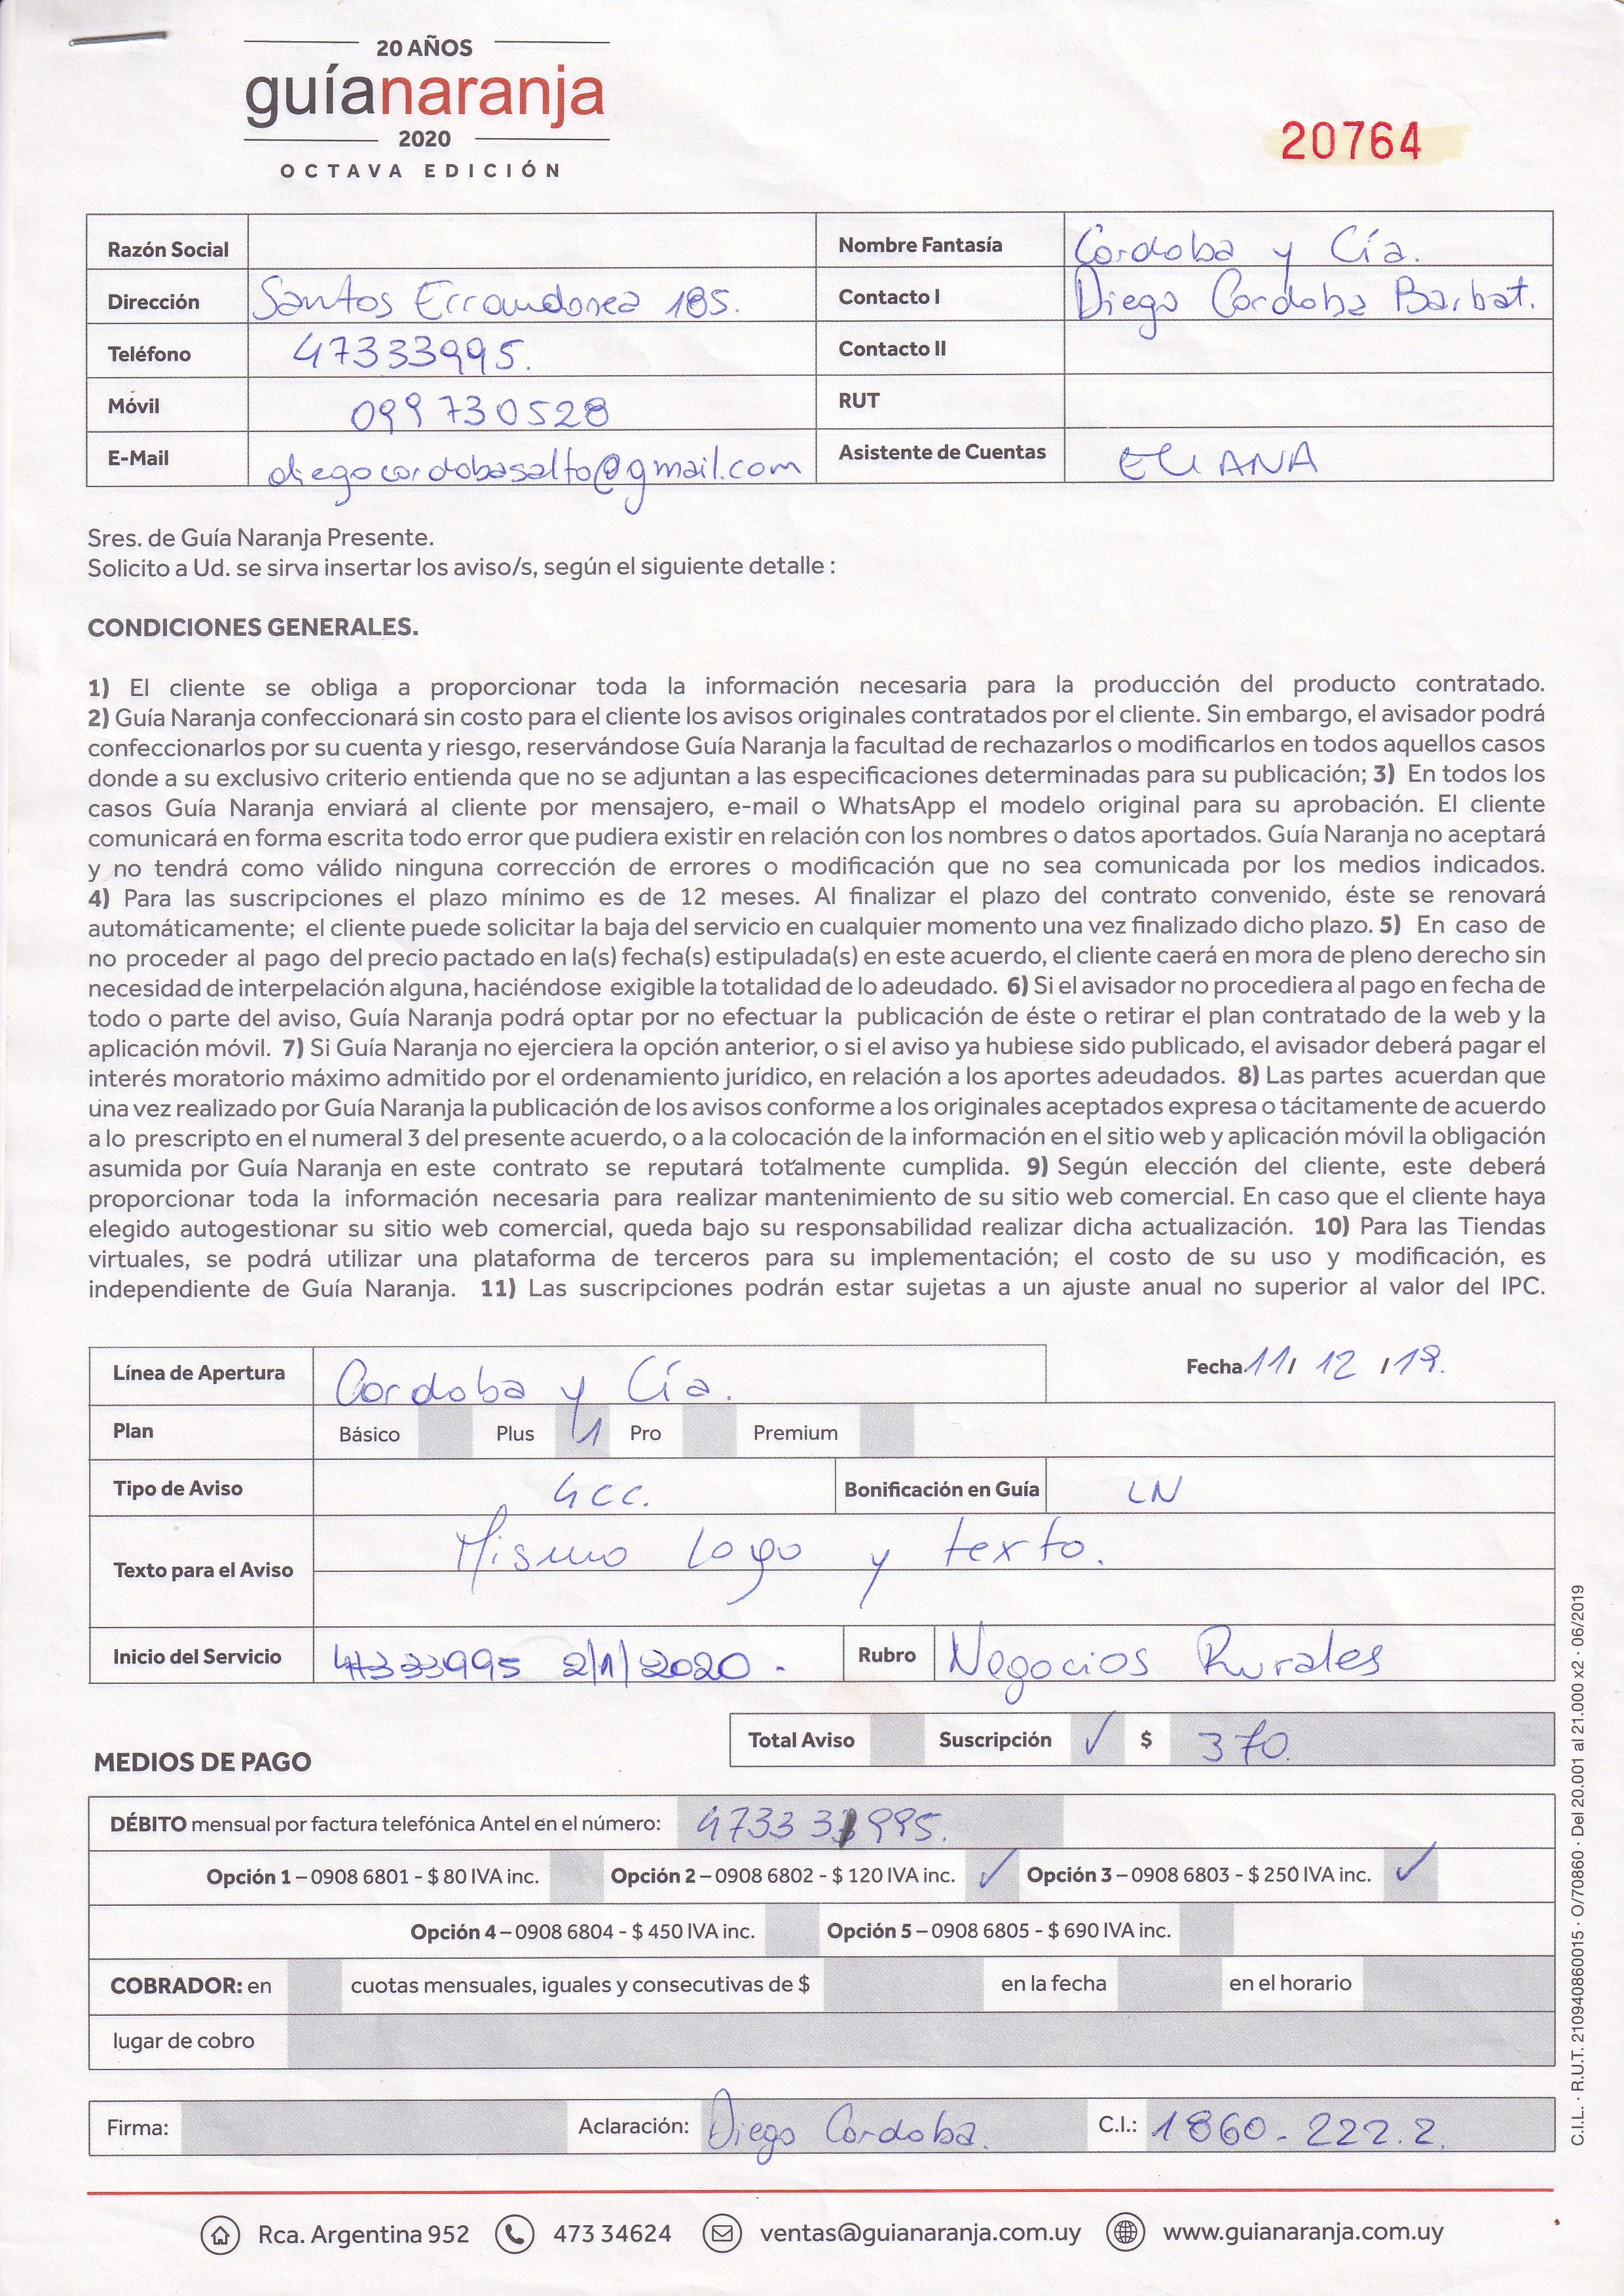 20 AÑOS
guíanaranja
2020
OCTAVA EDICIÓN
20764
Razón Social
Nombre Fantasía Cordoba y Cía.
Dirección Santos Errandonea 185.
Contacto I Diego Cordoba Barbat.
Teléfono 47333995.
Contacto II
Móvil 099 730528
RUT
E-Mail diegocordobasalto@gmail.com
Asistente de Cuentas ELIANA
Sres. de Guía Naranja Presente.
Solicito a Ud. se sirva insertar los aviso/s, según el siguiente detalle :
CONDICIONES GENERALES.
1) El cliente se obliga a proporcionar toda la información necesaria para la producción del producto contratado.
2) Guía Naranja confeccionará sin costo para el cliente los avisos originales contratados por el cliente. Sin embargo, el avisador podrá
confeccionarlos por su cuenta y riesgo, reservándose Guía Naranja la facultad de rechazarlos o modificarlos en todos aquellos casos
donde a su exclusivo criterio entienda que no se adjuntan a las especificaciones determinadas para su publicación; 3) En todos los
casos Guía Naranja enviará al cliente por mensajero, e-mail o WhatsApp el modelo original para su aprobación. El cliente
comunicará en forma escrita todo error que pudiera existir en relación con los nombres o datos aportados. Guía Naranja no aceptará
y no tendrá como válido ninguna corrección de errores o modificación que no sea comunicada por los medios indicados.
4) Para las suscripciones el plazo mínimo es de 12 meses. Al finalizar el plazo del contrato convenido, éste se renovará
automáticamente; el cliente puede solicitar la baja del servicio en cualquier momento una vez finalizado dicho plazo. 5) En caso de
no proceder al pago del precio pactado en la(s) fecha(s) estipulada(s) en este acuerdo, el cliente caerá en mora de pleno derecho sin
necesidad de interpelación alguna, haciéndose exigible la totalidad de lo adeudado. 6) Si el avisador no procediera al pago en fecha de
todo o parte del aviso, Guía Naranja podrá optar por no efectuar la publicación de éste o retirar el plan contratado de la web y la
aplicación móvil. 7) Si Guía Naranja no ejerciera la opción anterior, o si el aviso ya hubiese sido publicado, el avisador deberá pagar el
interés moratorio máximo admitido por el ordenamiento jurídico, en relación a los aportes adeudados. 8) Las partes acuerdan que
una vez realizado por Guía Naranja la publicación de los avisos conforme a los originales aceptados expresa o tácitamente de acuerdo
a lo prescripto en el numeral 3 del presente acuerdo, o a la colocación de la información en el sitio web y aplicación móvil la obligación
asumida por Guía Naranja en este contrato se reputará totalmente cumplida. 9) Según elección del cliente, este deberá
proporcionar toda la información necesaria para realizar mantenimiento de su sitio web comercial. En caso que el cliente haya
elegido autogestionar su sitio web comercial, queda bajo su responsabilidad realizar dicha actualización. 10) Para las Tiendas
virtuales, se podrá utilizar una plataforma de terceros para su implementación; el costo de su uso y modificación, es
independiente de Guía Naranja. 11) Las suscripciones podrán estar sujetas a un ajuste anual no superior al valor del IPC.
Línea de Apertura Cordoba y Cía.
Fecha 11/ 12 /19.
Plan Básico Plus 1 Pro Premium
Tipo de Aviso 4cc.
Bonificación en Guía LN
Texto para el Aviso Mismo Logo y texto.
Inicio del Servicio 47333995 2/1/2020.
Rubro Negocios Rurales
Total Aviso Suscripción ✓ $ 370.
MEDIOS DE PAGO
DÉBITO mensual por factura telefónica Antel en el número: 47333995.
Opción 1 – 0908 6801 - $ 80 IVA inc. Opción 2 – 0908 6802 - $ 120 IVA inc. ✓ Opción 3 – 0908 6803 - $ 250 IVA inc. ✓
Opción 4 – 0908 6804 - $ 450 IVA inc. Opción 5 – 0908 6805 - $ 690 IVA inc.
COBRADOR: en cuotas mensuales, iguales y consecutivas de $ en la fecha en el horario
lugar de cobro
Firma: Aclaración: Diego Cordoba. C.I.: 1860-222.2.
Rca. Argentina 952 473 34624 ventas@guianaranja.com.uy www.guianaranja.com.uy
C.I.L. · R.U.T. 210940860015 · O/70860 · Del 20.001 al 21.000 x2 · 06/2019